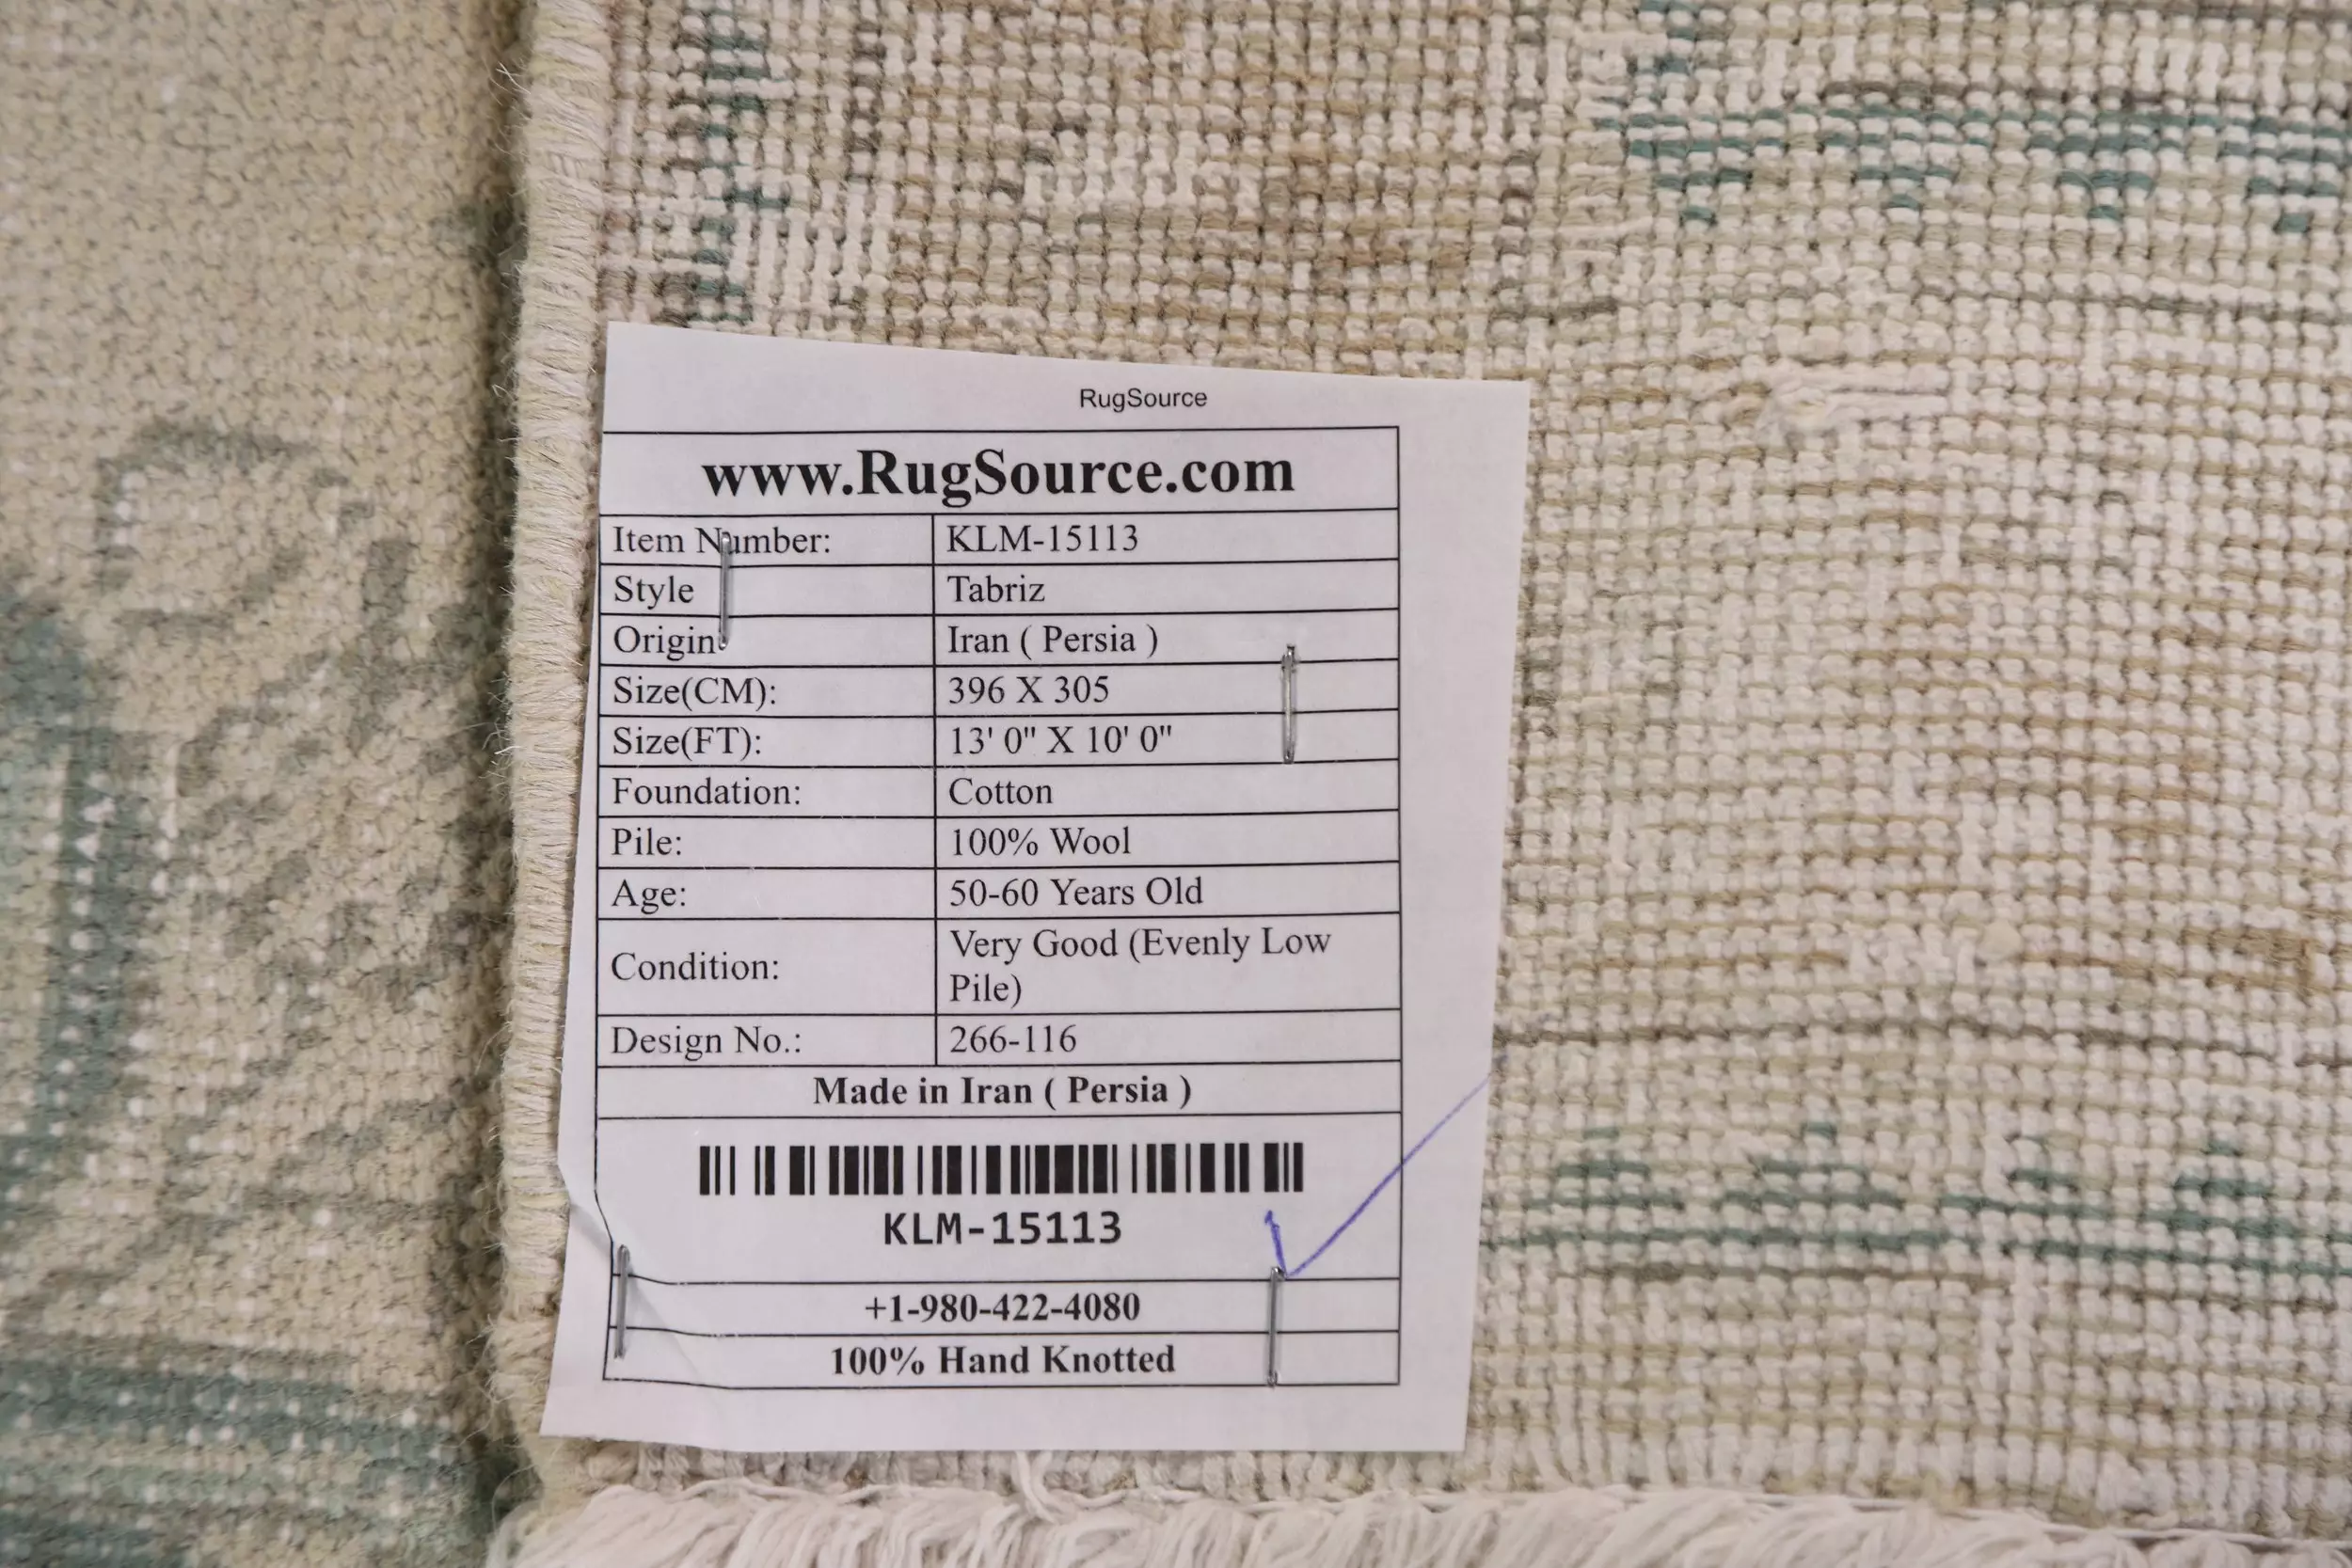 RugSource
www.RugSource.com
Item Number: KLM-15113
Style Tabriz
Origin: Iran ( Persia )
Size(CM): 396 X 305
Size(FT): 13' 0" X 10' 0"
Foundation: Cotton
Pile: 100% Wool
Age: 50-60 Years Old
Condition: Very Good (Evenly Low
Pile)
Design No.: 266-116
Made in Iran ( Persia )
KLM-15113
+1-980-422-4080
100% Hand Knotted